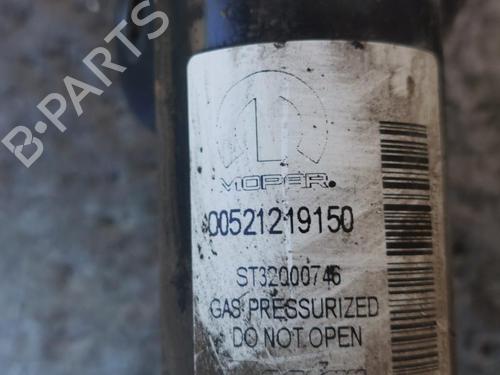 B-PARTS
MOPER.
00521219150
ST32000746
GAS PRESSURIZED
DO NOT OPEN